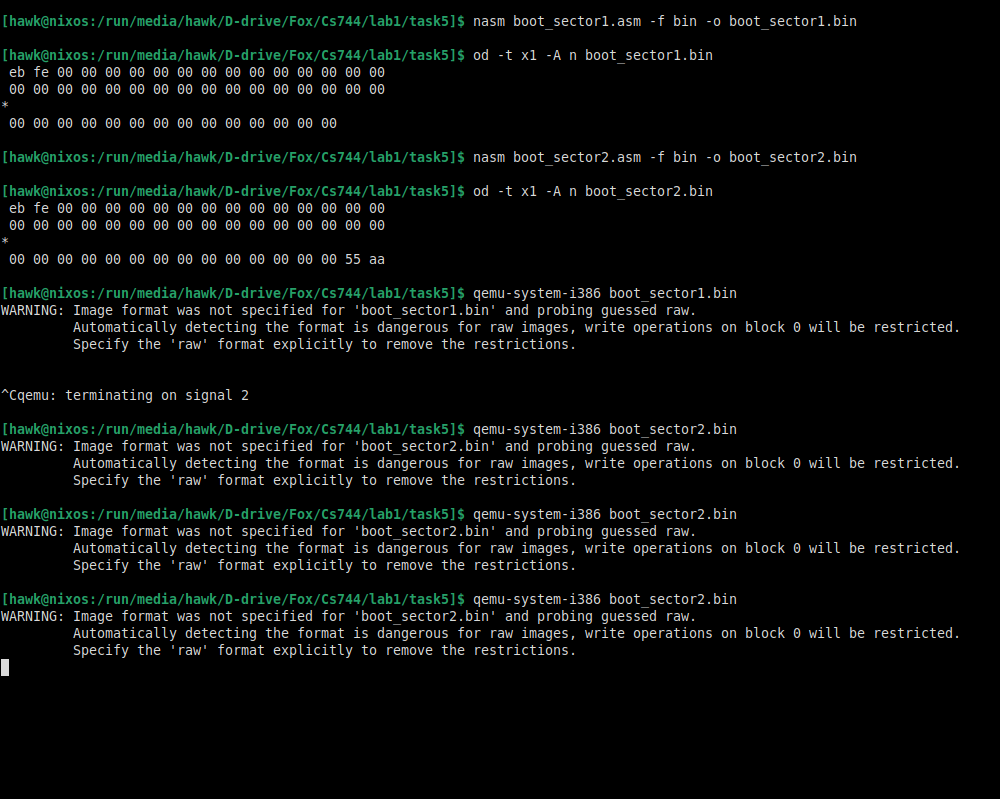 [hawk@nixos:/run/media/hawk/D-drive/Fox/Cs744/lab1/task5]$ nasm boot_sector1.asm -f bin -o boot_sector1.bin
[hawk@nixos:/run/media/hawk/D-drive/Fox/Cs744/lab1/task5]$ od -t x1 -A n boot_sector1.bin
eb fe 00 00 00 00 00 00 00 00 00 00 00 00 00 00
00 00 00 00 00 00 00 00 00 00 00 00 00 00 00 00
*
00 00 00 00 00 00 00 00 00 00 00 00 00 00
[hawk@nixos:/run/media/hawk/D-drive/Fox/Cs744/lab1/task5]$ nasm boot_sector2.asm -f bin -o boot_sector2.bin
[hawk@nixos:/run/media/hawk/D-drive/Fox/Cs744/lab1/task5]$ od -t x1 -A n boot_sector2.bin
eb fe 00 00 00 00 00 00 00 00 00 00 00 00 00 00
00 00 00 00 00 00 00 00 00 00 00 00 00 00 00 00
*
00 00 00 00 00 00 00 00 00 00 00 00 00 00 55 aa
[hawk@nixos:/run/media/hawk/D-drive/Fox/Cs744/lab1/task5]$ qemu-system-i386 boot_sector1.bin
WARNING: Image format was not specified for 'boot_sector1.bin' and probing guessed raw.
Automatically detecting the format is dangerous for raw images, write operations on block 0 will be restricted.
Specify the 'raw' format explicitly to remove the restrictions.
^Cqemu: terminating on signal 2
[hawk@nixos:/run/media/hawk/D-drive/Fox/Cs744/lab1/task5]$ qemu-system-i386 boot_sector2.bin
WARNING: Image format was not specified for 'boot_sector2.bin' and probing guessed raw.
Automatically detecting the format is dangerous for raw images, write operations on block 0 will be restricted.
Specify the 'raw' format explicitly to remove the restrictions.
[hawk@nixos:/run/media/hawk/D-drive/Fox/Cs744/lab1/task5]$ qemu-system-i386 boot_sector2.bin
WARNING: Image format was not specified for 'boot_sector2.bin' and probing guessed raw.
Automatically detecting the format is dangerous for raw images, write operations on block 0 will be restricted.
Specify the 'raw' format explicitly to remove the restrictions.
[hawk@nixos:/run/media/hawk/D-drive/Fox/Cs744/lab1/task5]$ qemu-system-i386 boot_sector2.bin
WARNING: Image format was not specified for 'boot_sector2.bin' and probing guessed raw.
Automatically detecting the format is dangerous for raw images, write operations on block 0 will be restricted.
Specify the 'raw' format explicitly to remove the restrictions.